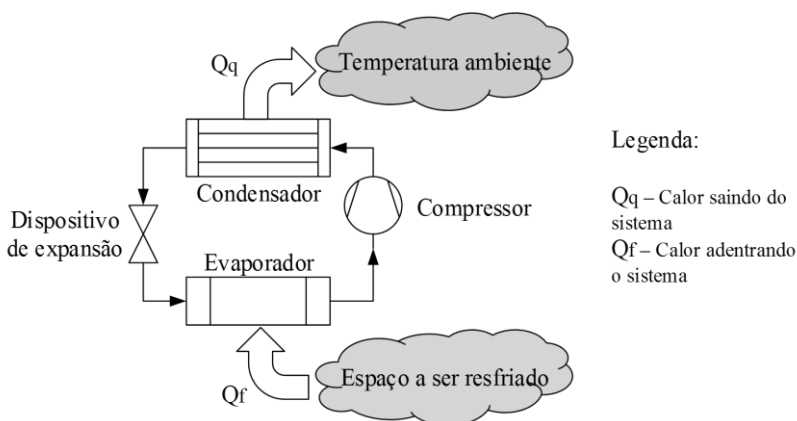 Qq
Temperatura ambiente
Legenda:
Condensador
Qq – Calor saindo do
sistema
Qf – Calor adentrando
o sistema
Dispositivo
de expansão
Compressor
Evaporador
Espaço a ser resfriado
Qf